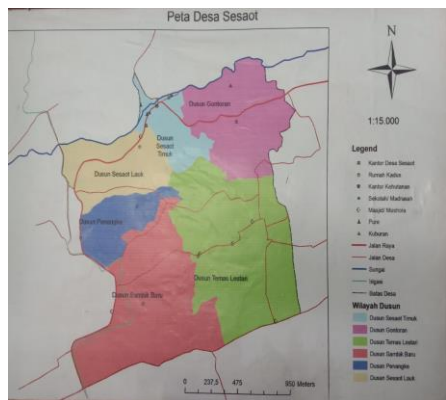 Peta Desa Sesaot
N
1:15.000
Dusun Gontoran
Dusun
Sesaot
Timuk
Dusun Sesaot Lauk
Dusun Penangke
Dusun Temas Lestari
Dusun Sambik Baru
Legend
Kantor Desa Sesaot
Rumah Kadus
Kantor Kehutanan
Sekolah/ Madrasah
Masjid/ Mushola
Pura
Kuburan
Jalan Raya
Jalan Desa
Sungai
Irigasi
Batas Desa
Wilayah Dusun
Dusun Sesaot Timuk
Dusun Gontoran
Dusun Temas Lestari
Dusun Sambik Baru
Dusun Penangke
Dusun Sesaot Lauk
0 237,5 475 950 Meters